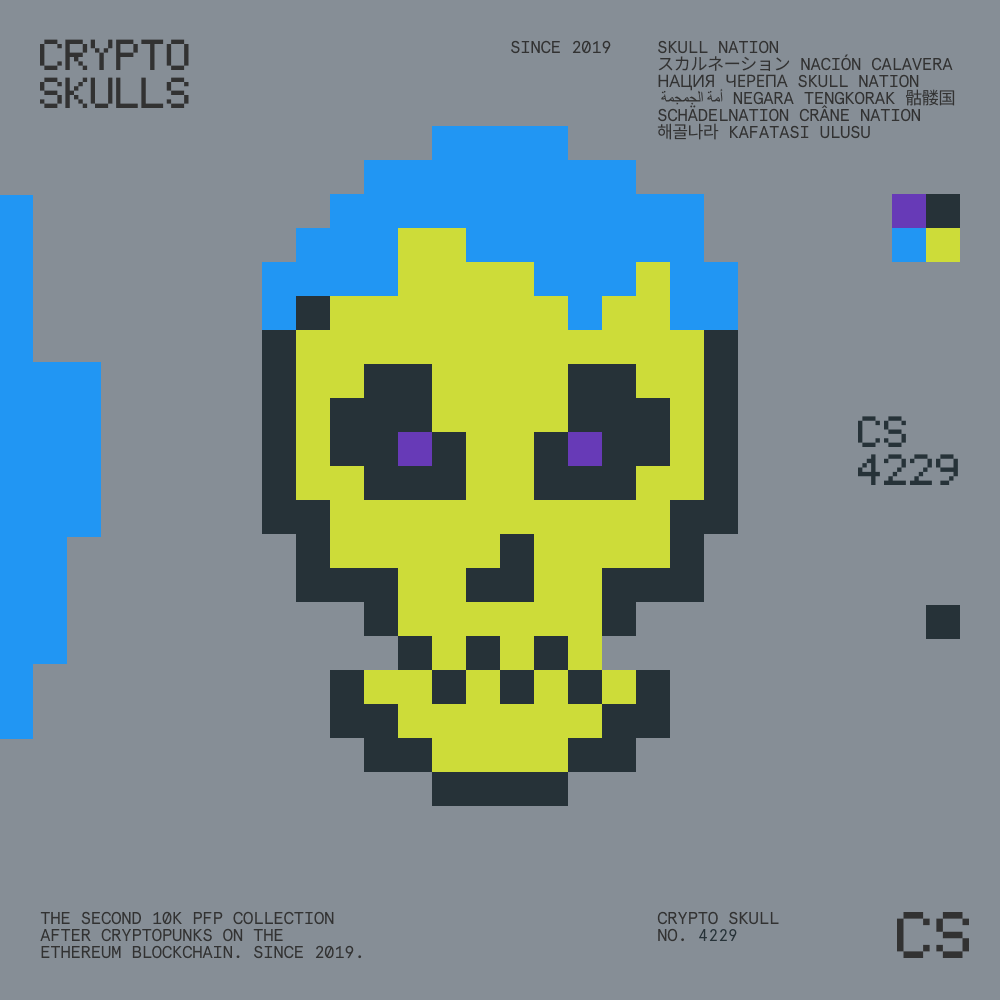 CRYPTO
SKULLS
SINCE 2019
SKULL NATION
スカルネーション NACIÓN CALAVERA
НАЦИЯ ЧЕРЕПА SKULL NATION
أمة الجمجمة NEGARA TENGKORAK 骷髅国
SCHÄDELNATION CRÂNE NATION
해골나라 KAFATASI ULUSU
CS
4229
THE SECOND 10K PFP COLLECTION
AFTER CRYPTOPUNKS ON THE
ETHEREUM BLOCKCHAIN. SINCE 2019.
CRYPTO SKULL
NO. 4229
CS